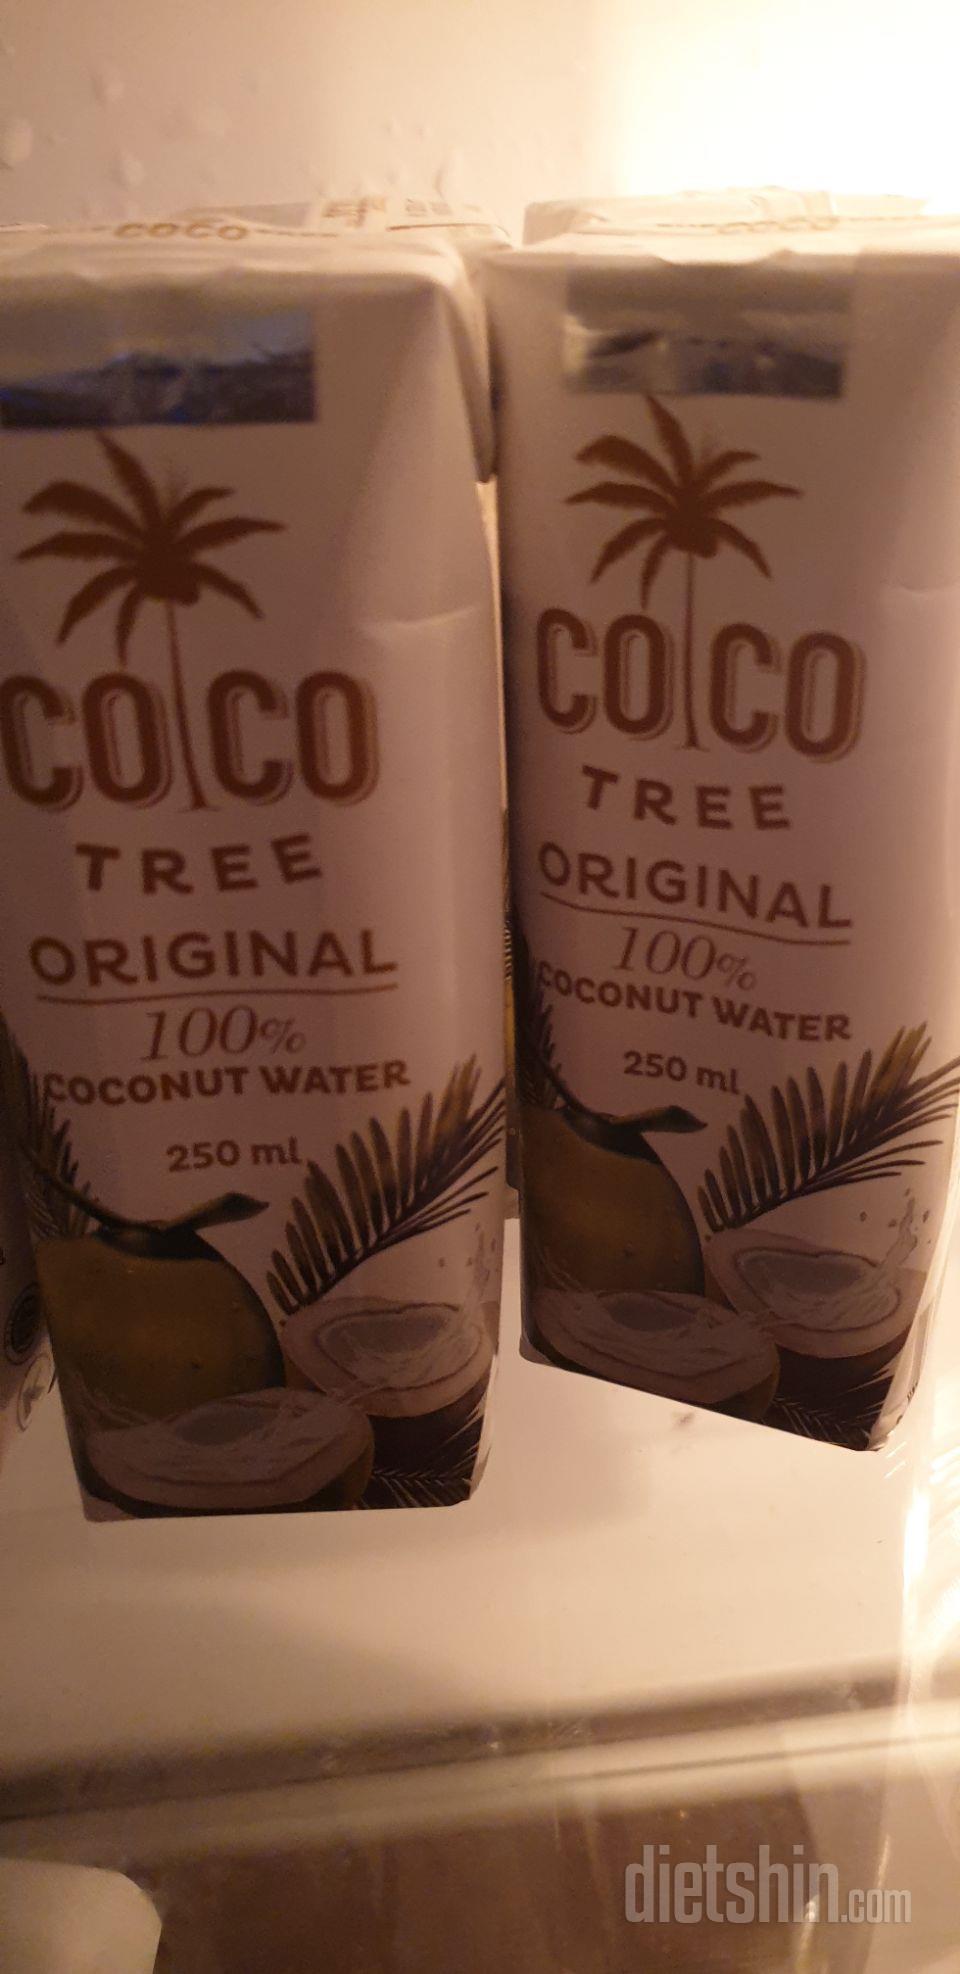 COCO
COCO
TREE
ORIGINAL
100%
COCONUT WATER
250 ml
COCO
COCO
TREE
ORIGINAL
100%
COCONUT WATER
250 ml
dietshin.com